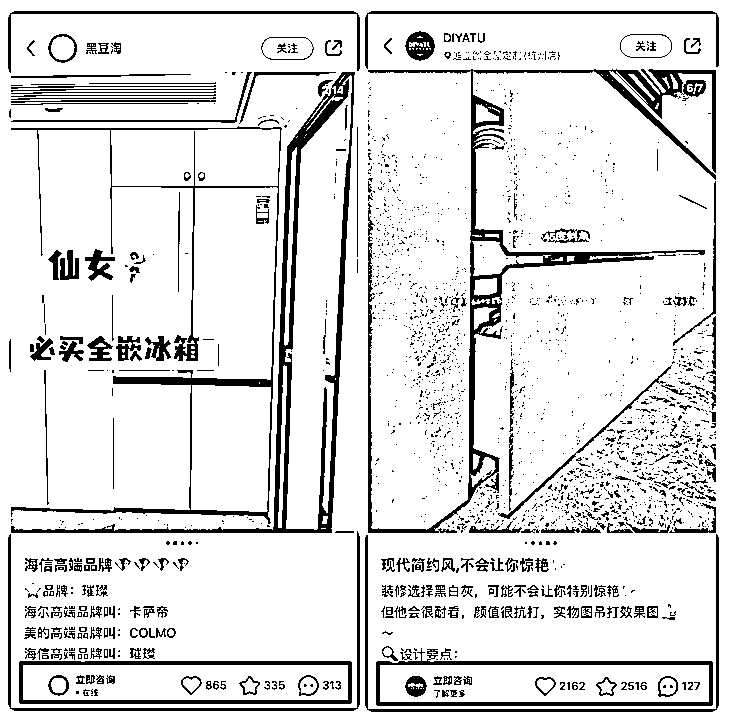 黑豆淘
关注
仙女
必买全嵌冰箱
海信高端品牌
品牌：璀璨
海尔高端品牌叫：卡萨帝
美的高端品牌叫：COLMO
海信高端品牌叫：璀璨
立即咨询
在线
865
335
313
DIYATU
关注
6/7
45度斜角
现代简约风,不会让你惊艳
装修选择黑白灰，可能不会让你特别惊艳
但他会很耐看，颜值很抗打，实物图吊打效果图
~
设计要点：
立即咨询
了解更多
2162
2516
127